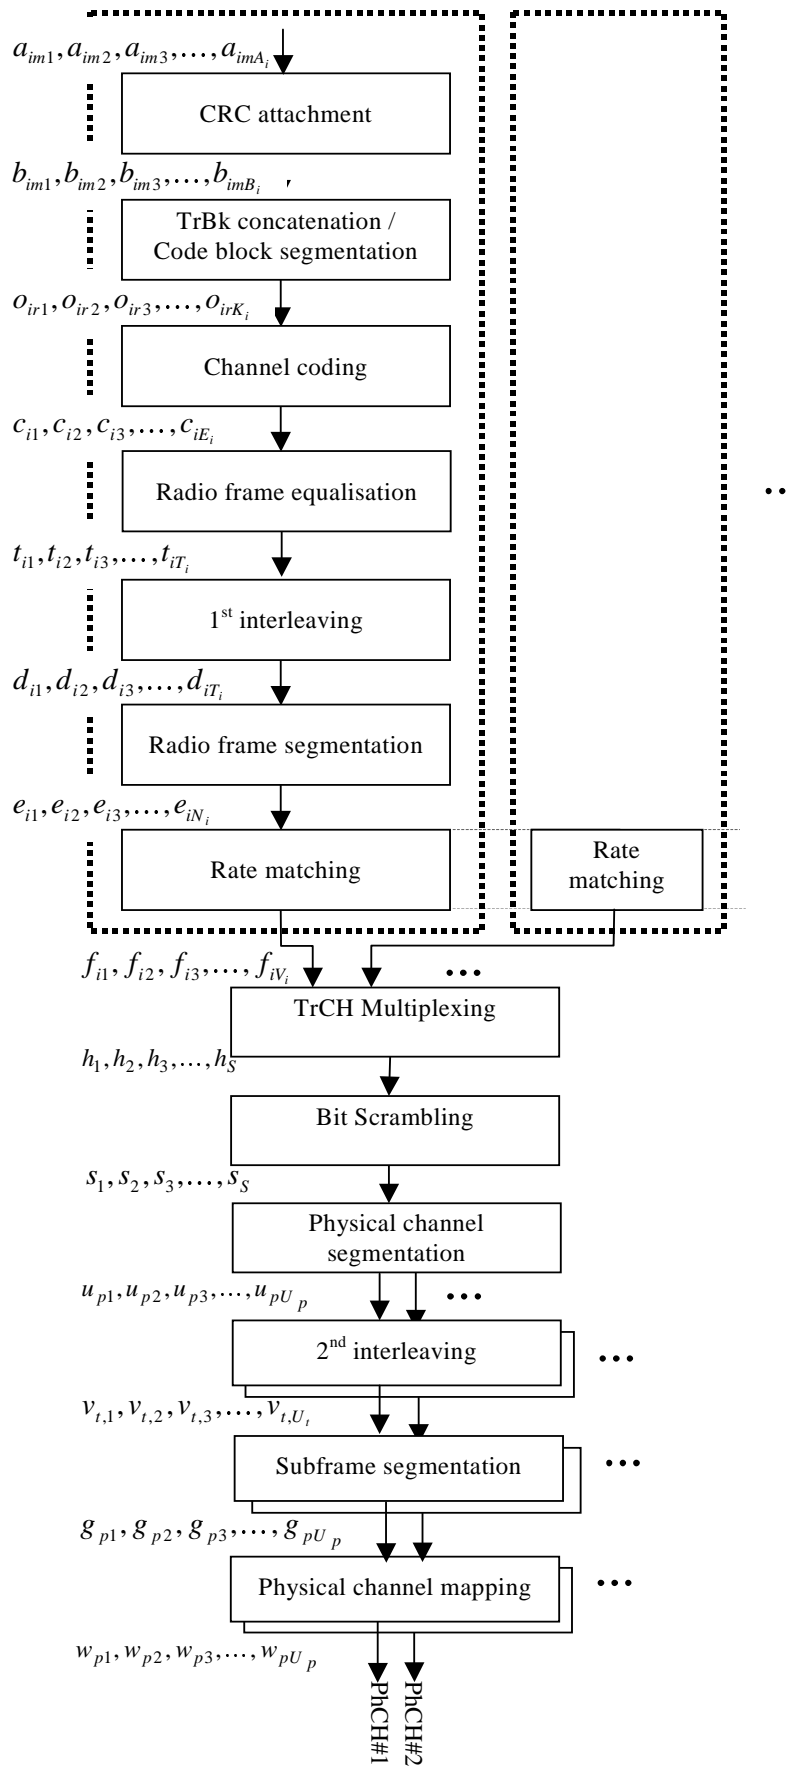 a_{im1}, a_{im2}, a_{im3}, ..., a_{imA_i}
CRC attachment
b_{im1}, b_{im2}, b_{im3}, ..., b_{imB_i}
TrBk concatenation /
Code block segmentation
o_{ir1}, o_{ir2}, o_{ir3}, ..., o_{irK_i}
Channel coding
c_{i1}, c_{i2}, c_{i3}, ..., c_{iE_i}
Radio frame equalisation
t_{i1}, t_{i2}, t_{i3}, ..., t_{iT_i}
1st interleaving
d_{i1}, d_{i2}, d_{i3}, ..., d_{iT_i}
Radio frame segmentation
e_{i1}, e_{i2}, e_{i3}, ..., e_{iN_i}
Rate matching
Rate
matching
f_{i1}, f_{i2}, f_{i3}, ..., f_{iV_i}
TrCH Multiplexing
h_1, h_2, h_3, ..., h_S
Bit Scrambling
s_1, s_2, s_3, ..., s_S
Physical channel
segmentation
u_{p1}, u_{p2}, u_{p3}, ..., u_{pU_p}
2nd interleaving
v_{t,1}, v_{t,2}, v_{t,3}, ..., v_{t,U_t}
Subframe segmentation
g_{p1}, g_{p2}, g_{p3}, ..., g_{pU_p}
Physical channel mapping
w_{p1}, w_{p2}, w_{p3}, ..., w_{pU_p}
PhCH#1
PhCH#2